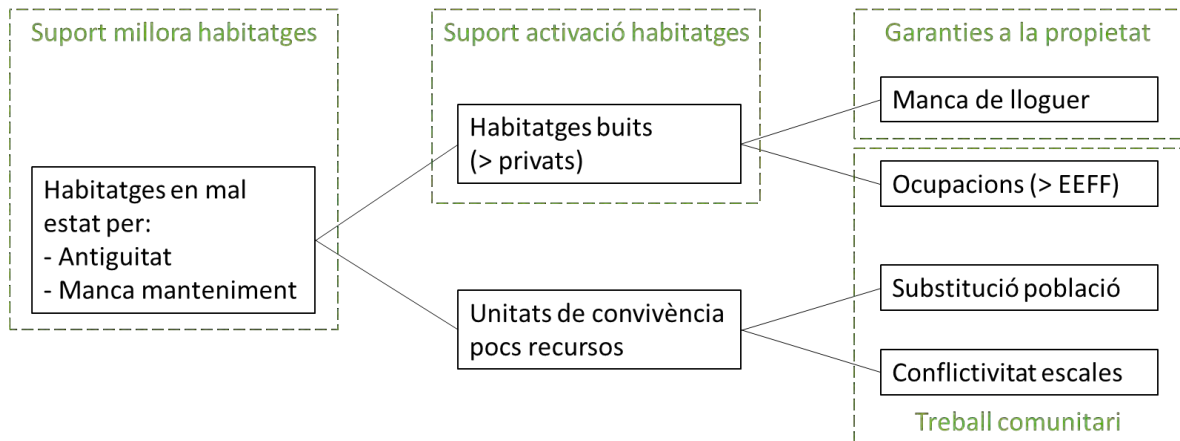 Suport millora habitatges
Habitatges en mal
estat per:
- Antiguitat
- Manca manteniment
Suport activació habitatges
Habitatges buits
(> privats)
Unitats de convivència
pocs recursos
Garanties a la propietat
Manca de lloguer
Ocupacions (> EEFF)
Substitució població
Conflictivitat escales
Treball comunitari